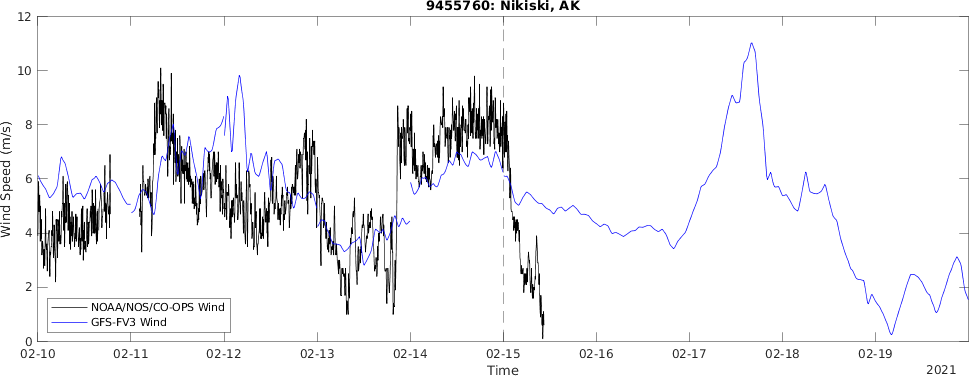 9455760: Nikiski, AK
12
10
8
6
4
2
0
Wind Speed (m/s)
NOAA/NOS/CO-OPS Wind
GFS-FV3 Wind
02-10 02-11 02-12 02-13 02-14 02-15 02-16 02-17 02-18 02-19
Time
2021